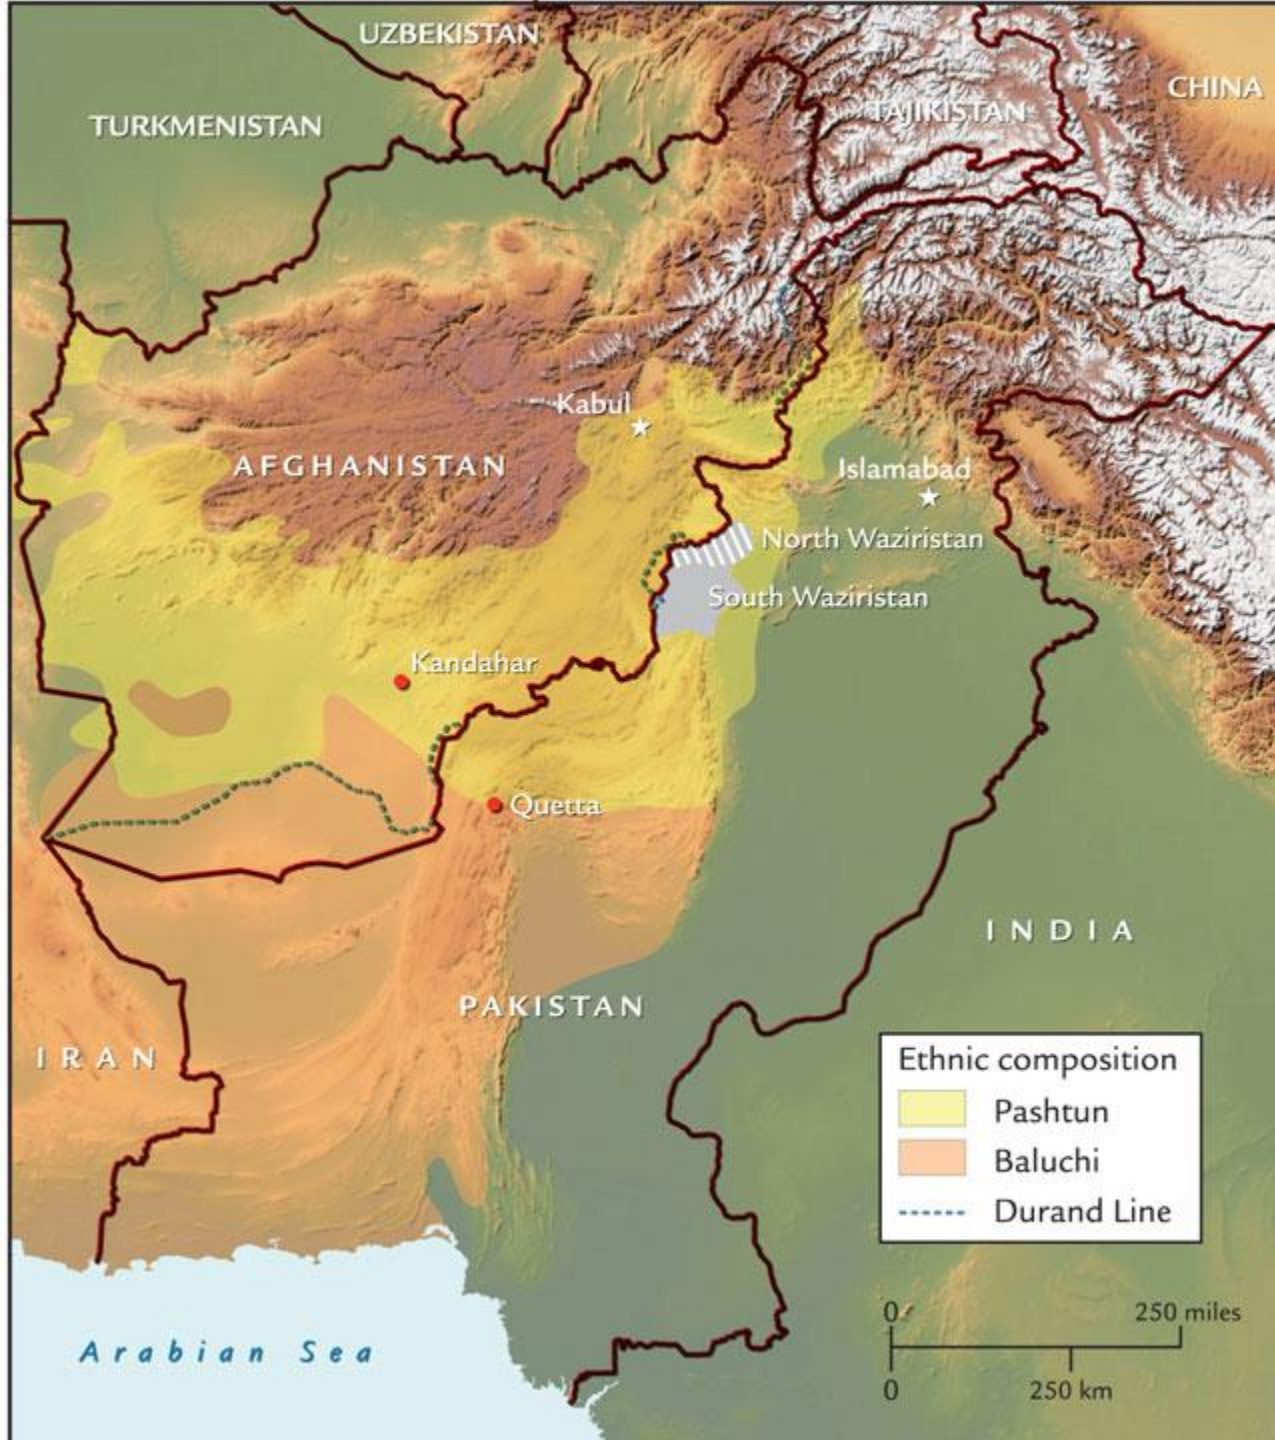 UZBEKISTAN
CHINA
TAJIKISTAN
TURKMENISTAN
Kabul
AFGHANISTAN
Islamabad
North Waziristan
South Waziristan
Kandahar
Quetta
INDIA
PAKISTAN
IRAN
Ethnic composition
Pashtun
Baluchi
Durand Line
0 250 miles
0 250 km
Arabian Sea